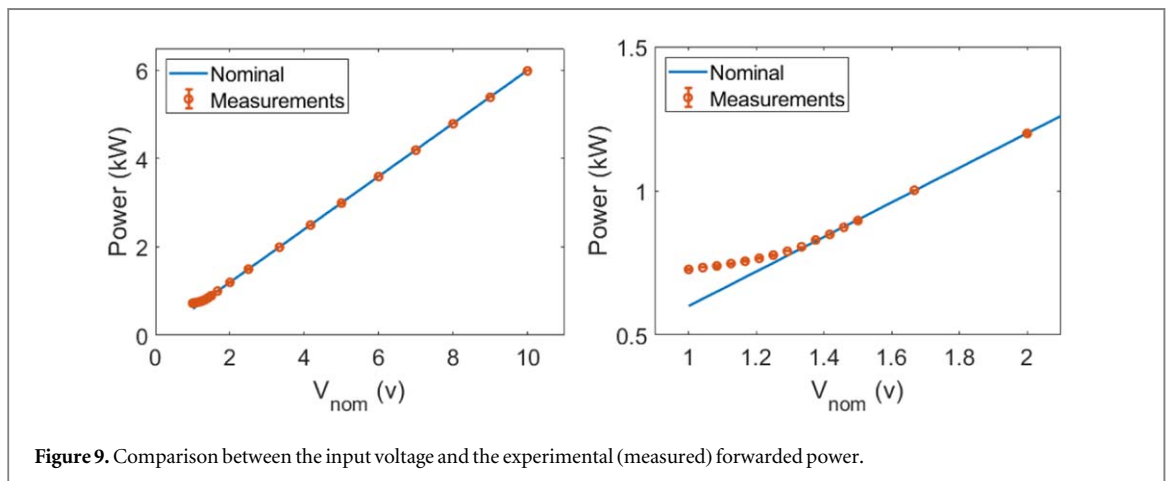 Nominal
Measurements
Power (kW)
6
4
2
0
0 2 4 6 8 10
V_nom (v)
Nominal
Measurements
Power (kW)
1.5
1
0.5
1 1.2 1.4 1.6 1.8 2
V_nom (v)
Figure 9. Comparison between the input voltage and the experimental (measured) forwarded power.